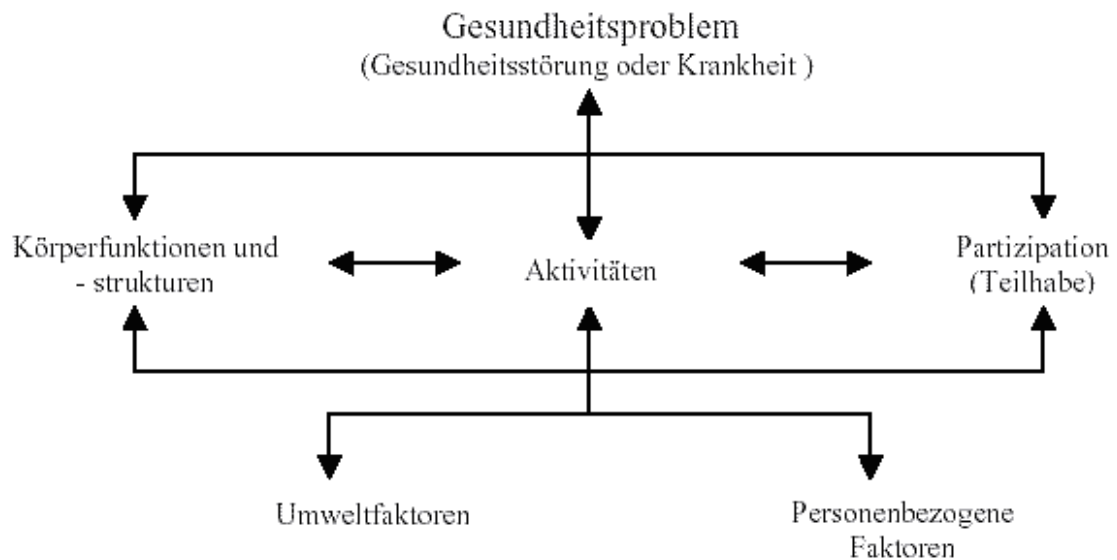 Gesundheitsproblem
(Gesundheitsstörung oder Krankheit )
Körperfunktionen und
- strukturen
Aktivitäten
Partizipation
(Teilhabe)
Umweltfaktoren
Personenbezogene
Faktoren